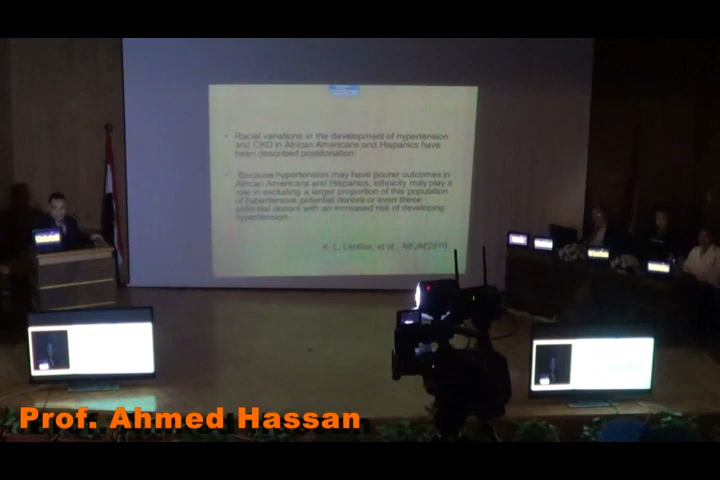 • Racial variations in the development of hypertension
and CKD in African Americans and Hispanics have
been described postdonation.
• Because hypertension may have poorer outcomes in
African Americans and Hispanics, ethnicity may play a
role in excluding a larger proportion of this population
of hypertensive potential donors or even these
potential donors with an increased risk of developing
hypertension
K. L. Lentine, et al., NEJM2010
Prof. Ahmed Hassan